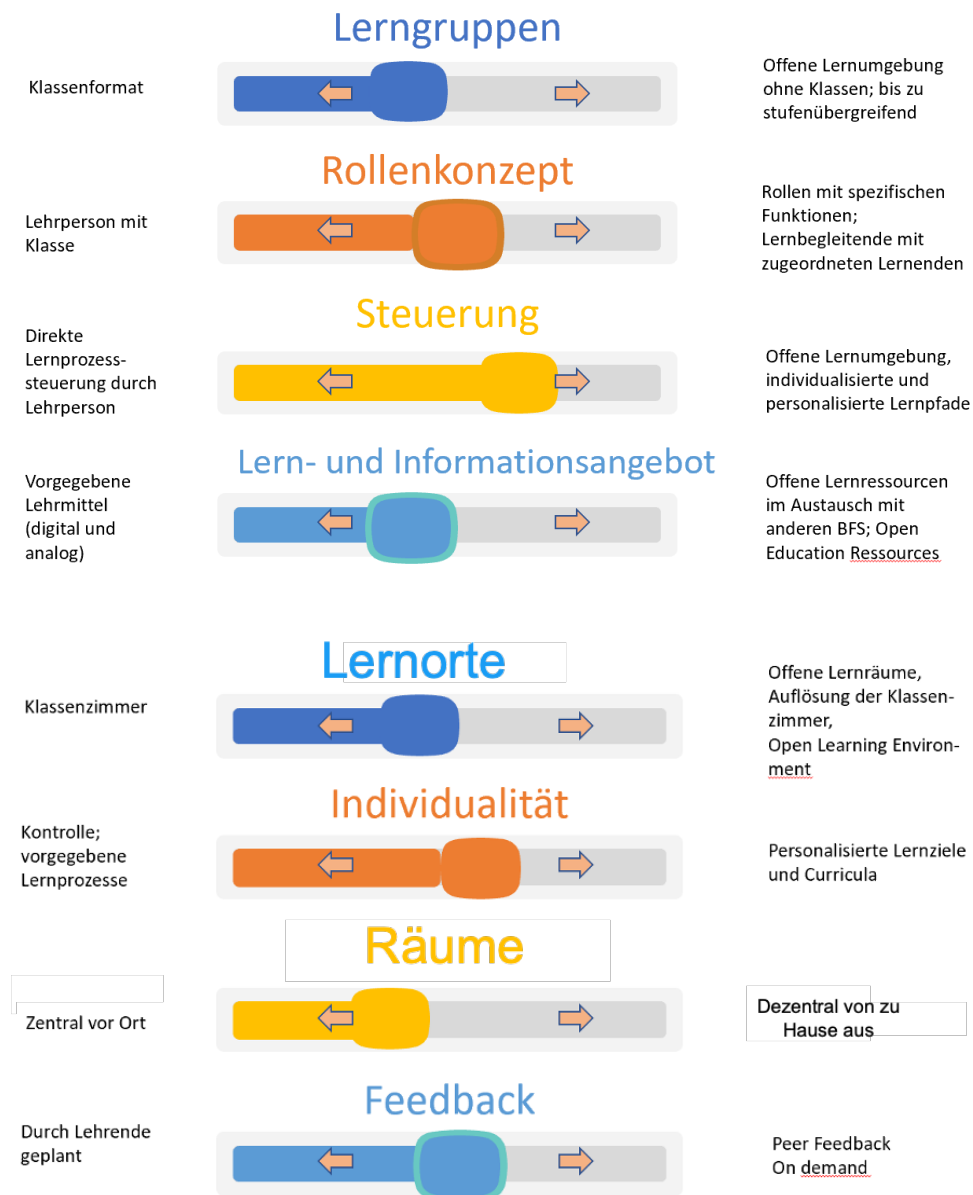 Lerngruppen
Klassenformat
Offene Lernumgebung
ohne Klassen; bis zu
stufenübergreifend
Rollenkonzept
Lehrperson mit
Klasse
Rollen mit spezifischen
Funktionen;
Lernbegleitende mit
zugeordneten Lernenden
Steuerung
Direkte
Lernprozess-
steuerung durch
Lehrperson
Offene Lernumgebung,
individualisierte und
personalisierte Lernpfade
Lern- und Informationsangebot
Vorgegebene
Lehrmittel
(digital und
analog)
Offene Lernressourcen
im Austausch mit
anderen BFS; Open
Education Ressources
Lernorte
Klassenzimmer
Offene Lernräume,
Auflösung der Klassen-
zimmer,
Open Learning Environ-
ment
Individualität
Kontrolle;
vorgegebene
Lernprozesse
Personalisierte Lernziele
und Curricula
Räume
Zentral vor Ort
Dezentral von zu
Hause aus
Feedback
Durch Lehrende
geplant
Peer Feedback
On demand